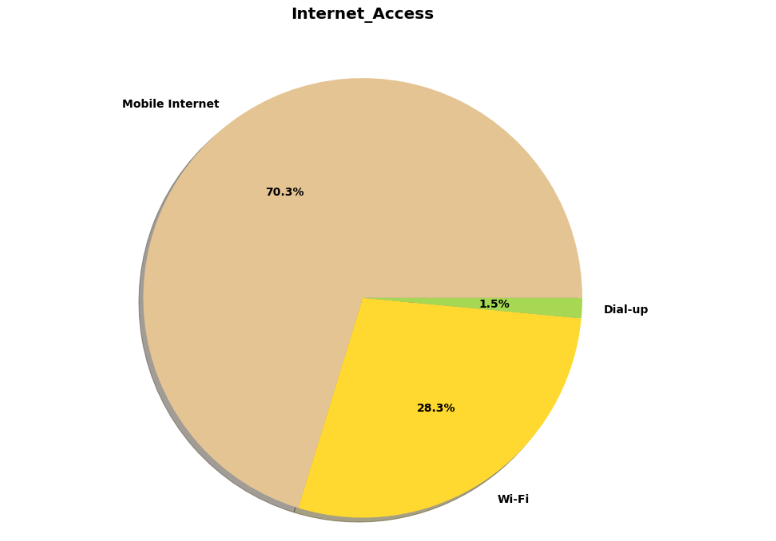 Internet_Access
Mobile Internet
70.3%
1.5%
Dial-up
28.3%
Wi-Fi